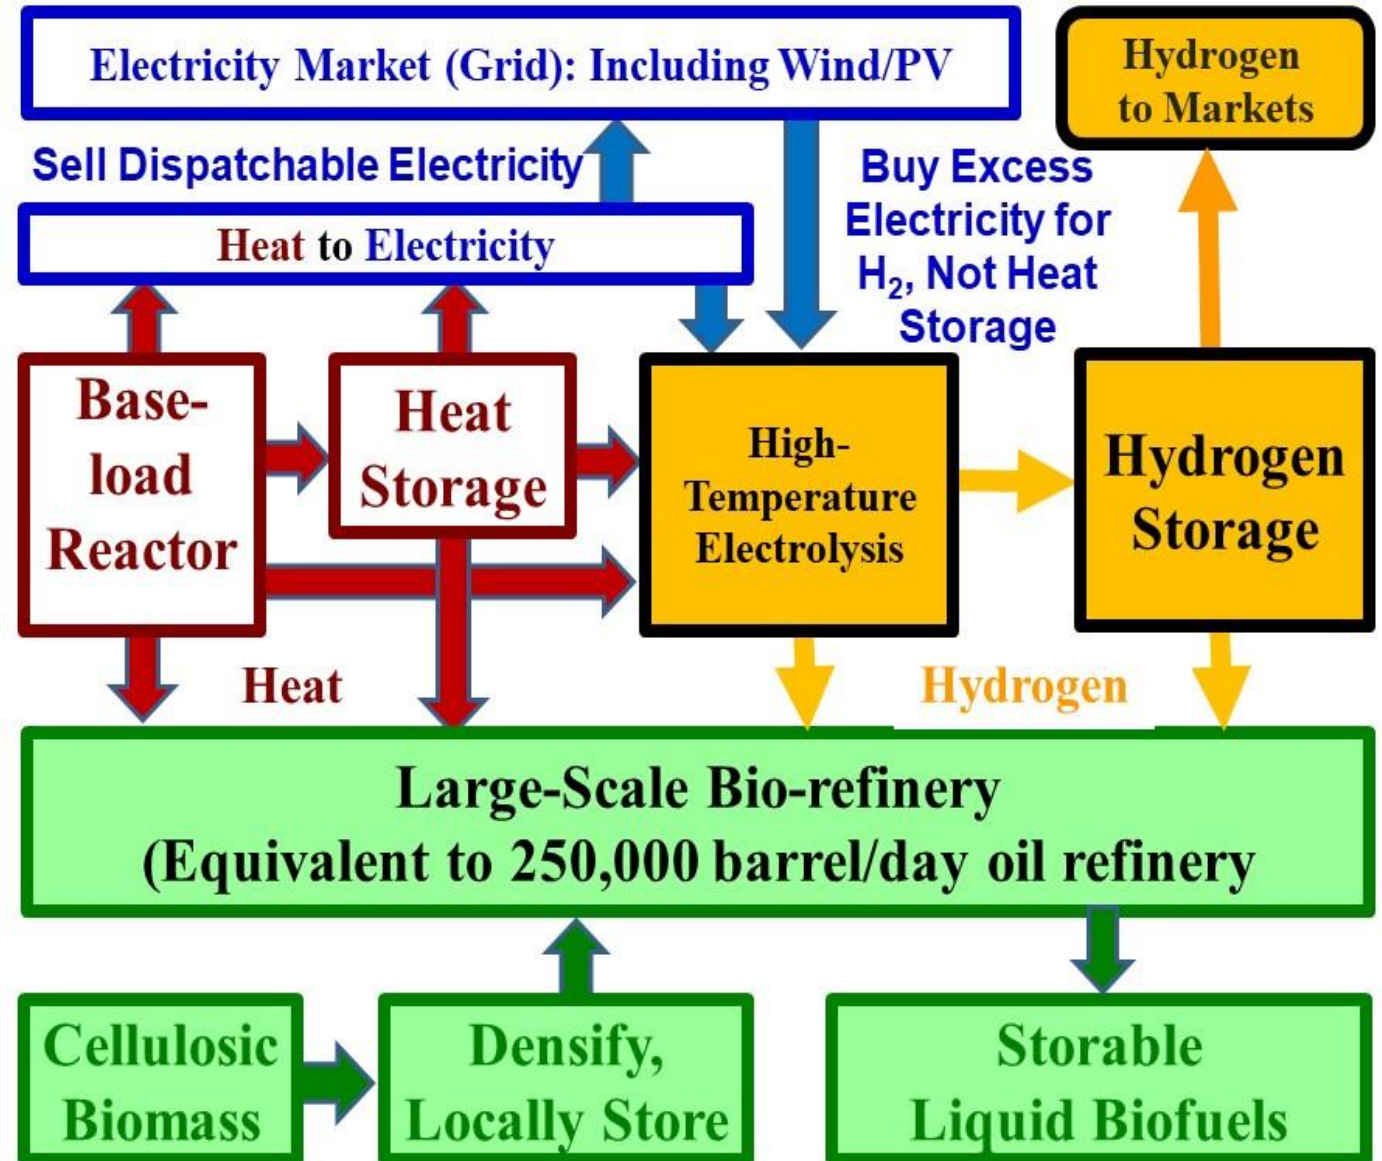 Electricity Market (Grid): Including Wind/PV
Hydrogen
to Markets
Sell Dispatchable Electricity
Buy Excess
Electricity for
H₂, Not Heat
Storage
Heat to Electricity
Base-
load
Reactor
Heat
Storage
High-
Temperature
Electrolysis
Hydrogen
Storage
Heat
Hydrogen
Large-Scale Bio-refinery
(Equivalent to 250,000 barrel/day oil refinery
Cellulosic
Biomass
Densify,
Locally Store
Storable
Liquid Biofuels